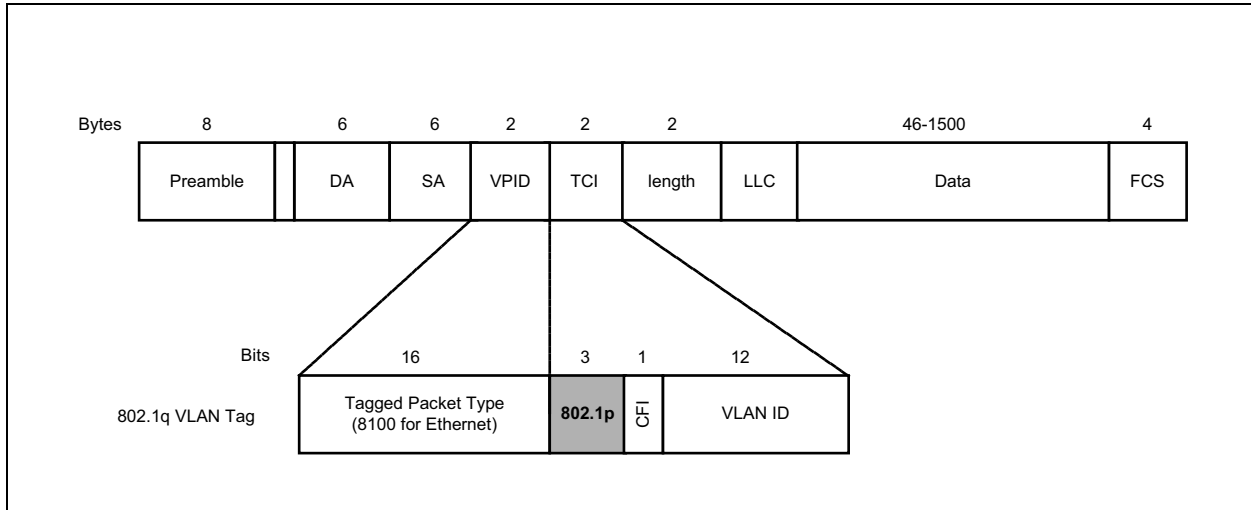 Bytes 8 6 6 2 2 2 46-1500 4
Preamble DA SA VPID TCI length LLC Data FCS
Bits 16 3 1 12
802.1q VLAN Tag
Tagged Packet Type
(8100 for Ethernet)
802.1p
CFI
VLAN ID